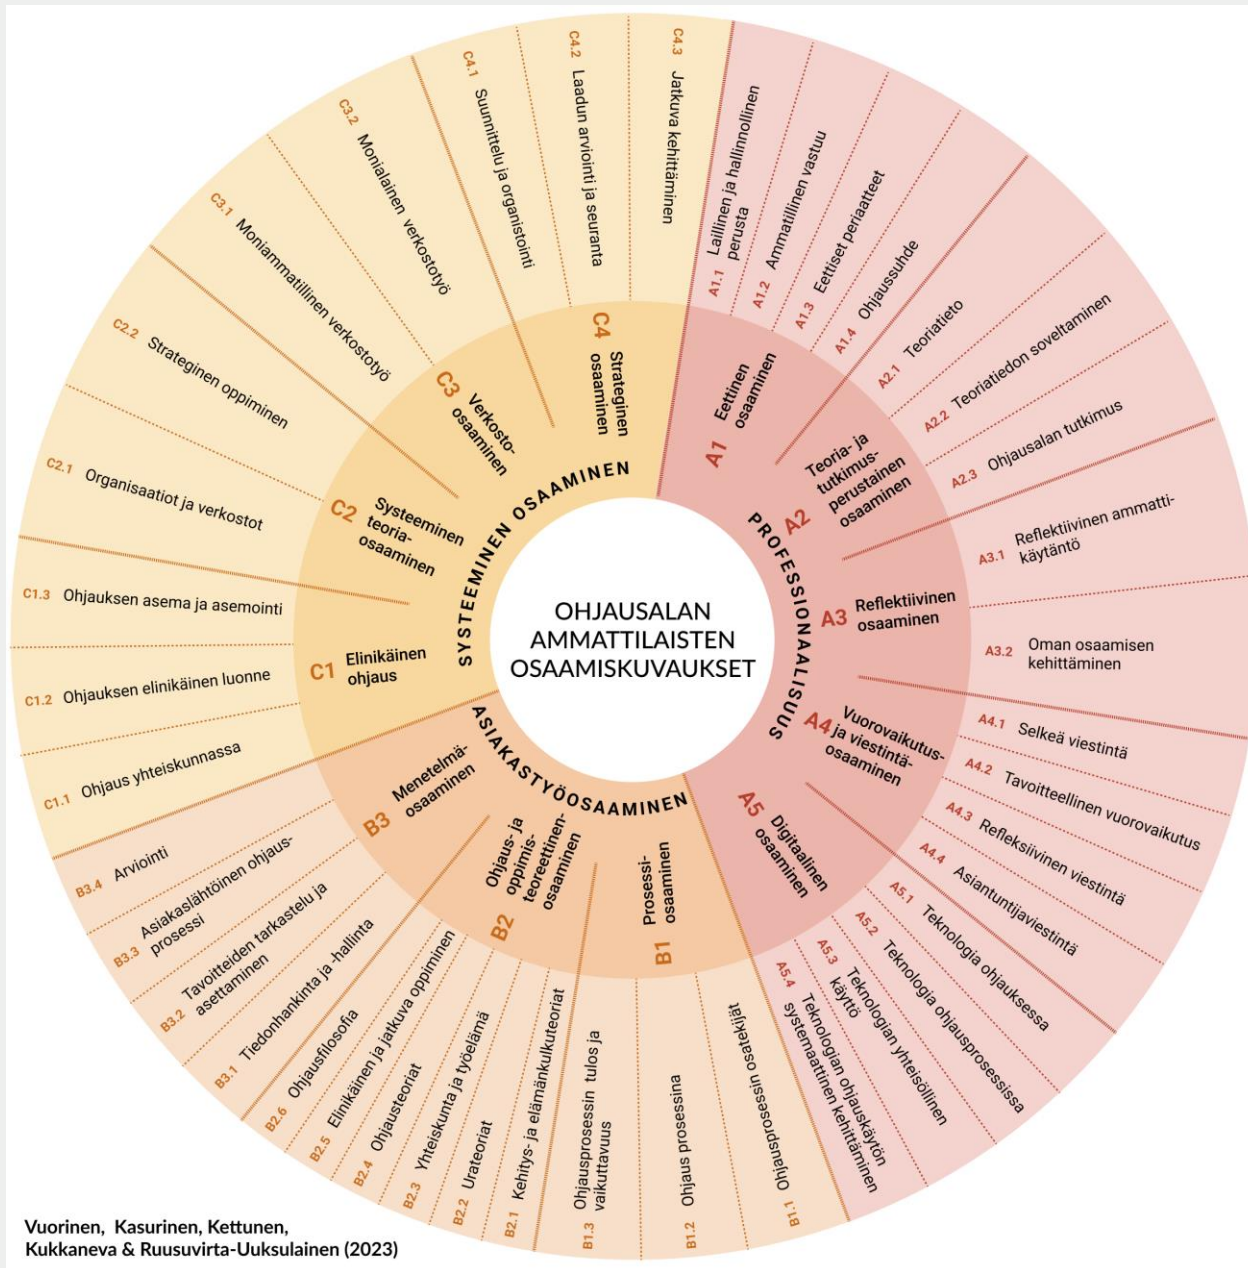 OHJAUSALAN
AMMATTILAISTEN
OSAAMISKUVAUKSET
PROFESSIONAALISUUS
A1 Eettinen
osaaminen
A1.1 Laillinen ja hallinnollinen
perusta
A1.2 Ammatillinen vastuu
A1.3 Eettiset periaatteet
A1.4 Ohjaussuhde
A2 Teoria- ja
tutkimus-
perustainen
osaaminen
A2.1 Teoriatieto
A2.2 Teoriatiedon soveltaminen
A2.3 Ohjausalan tutkimus
A3 Reflektiivinen
osaaminen
A3.1 Reflektiivinen ammatti-
käytäntö
A3.2 Oman osaamisen
kehittäminen
A4 Vuorovaikutus-
ja viestintä-
osaaminen
A4.1 Selkeä viestintä
A4.2 Tavoitteellinen vuorovaikutus
A4.3 Refleksiivinen viestintä
A4.4 Asiantuntijaviestintä
A5 Digitaalinen
osaaminen
A5.1 Teknologia ohjauksessa
A5.2 Teknologia ohjausprosessissa
A5.3 Teknologian yhteisöllinen
käyttö
A5.4 Teknologian ohjauskäytön
systemaattinen kehittäminen
ASIAKASTYÖOSAAMINEN
B1 Prosessi-
osaaminen
B1.1 Ohjausprosessin osatekijät
B1.2 Ohjaus prosessina
B1.3 Ohjausprosessin tulos ja
vaikuttavuus
B2 Ohjaus- ja
oppimis-
teoreettinen-
osaaminen
B2.1 Kehitys- ja elämänkulkuteoriat
B2.2 Urateoriat
B2.3 Yhteiskunta ja työelämä
B2.4 Ohjausteoriat
B2.5 Elinikäinen ja jatkuva oppiminen
B2.6 Ohjausfilosofia
B3 Menetelmä-
osaaminen
B3.1 Tiedonhankinta ja -hallinta
B3.2 Tavoitteiden tarkastelu ja
asettaminen
B3.3 Asiakaslähtöinen ohjaus-
prosessi
B3.4 Arviointi
SYSTEEMINEN OSAAMINEN
C1 Elinikäinen
ohjaus
C1.1 Ohjaus yhteiskunnassa
C1.2 Ohjauksen elinikäinen luonne
C1.3 Ohjauksen asema ja asemointi
C2 Systeeminen
teoria-
osaaminen
C2.1 Organisaatiot ja verkostot
C2.2 Strateginen oppiminen
C3 Verkosto-
osaaminen
C3.1 Moniammatillinen verkostotyö
C3.2 Monialainen verkostotyö
C4 Strateginen
osaaminen
C4.1 Suunnittelu ja organistointi
C4.2 Laadun arviointi ja seuranta
C4.3 Jatkuva kehittäminen
Vuorinen, Kasurinen, Kettunen,
Kukkaneva & Ruusuvirta-Uuksulainen (2023)